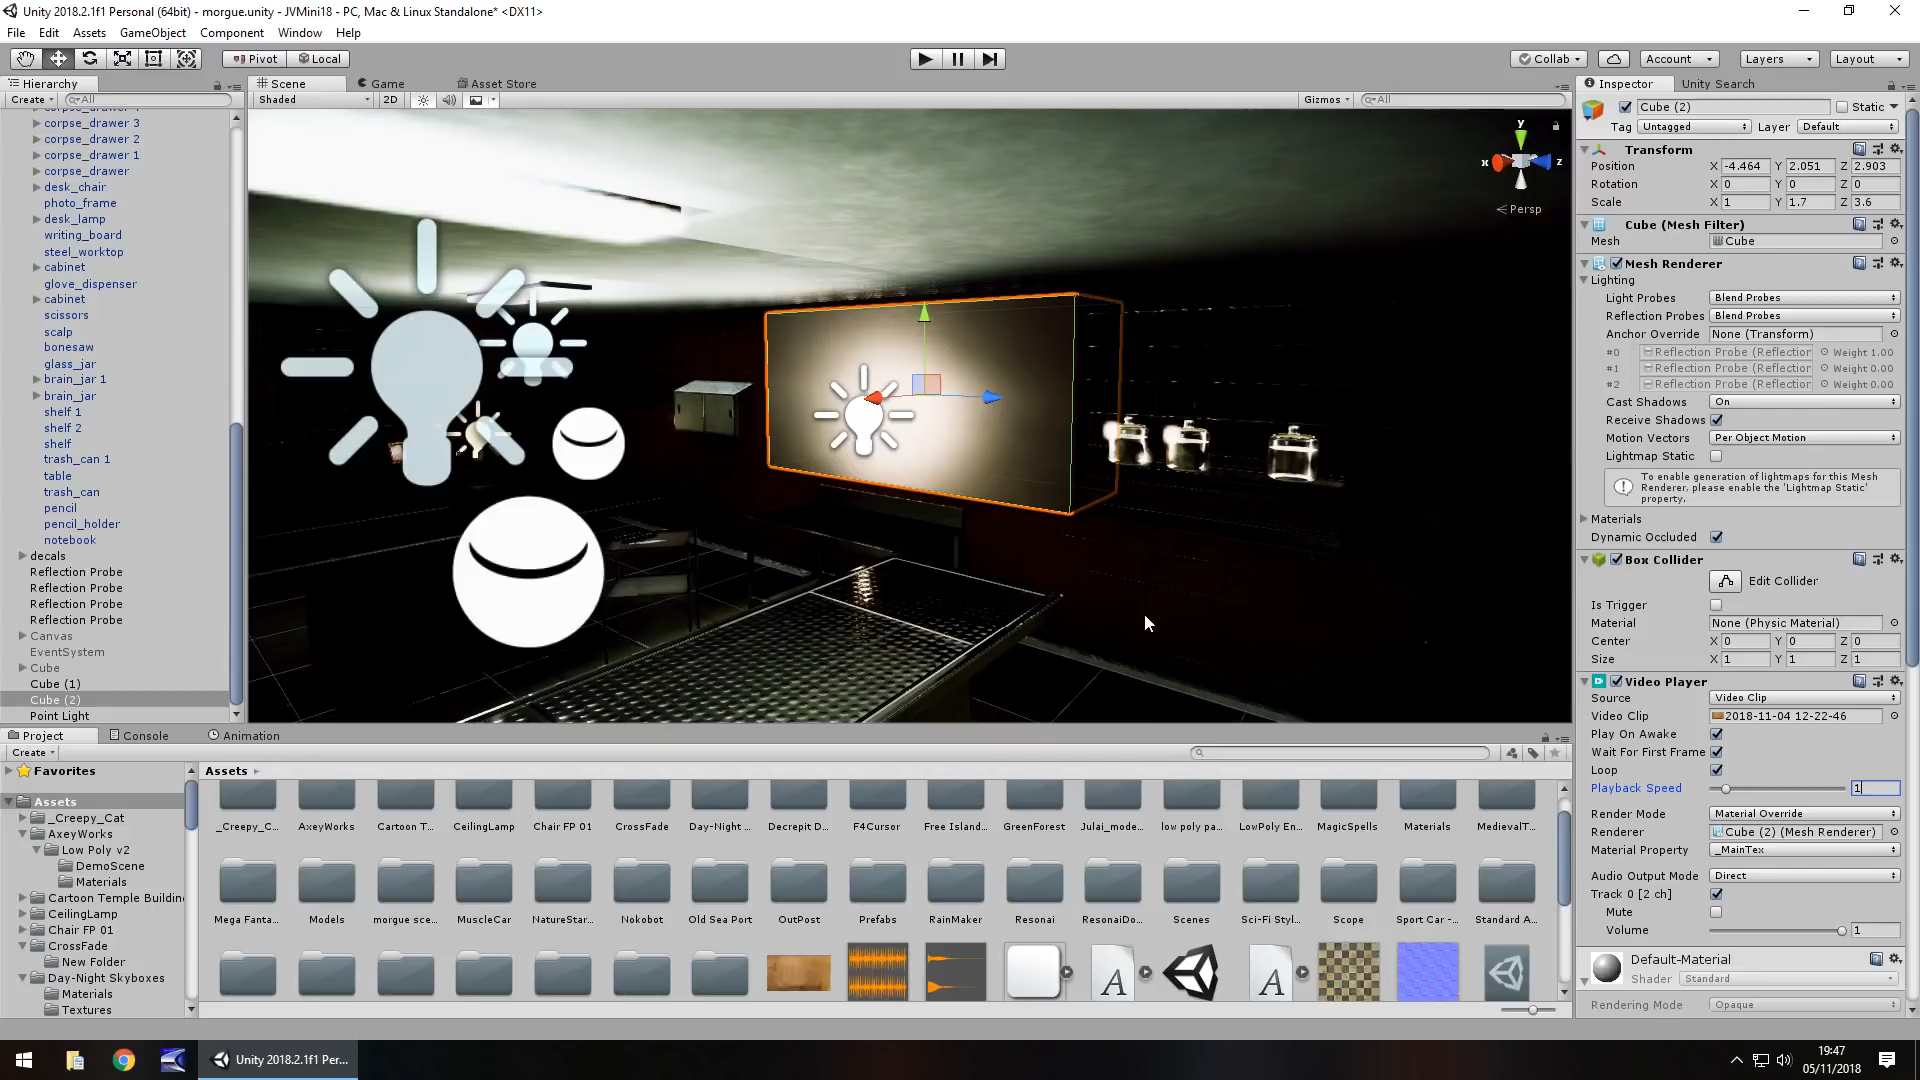 Unity 2018.2.1f1 Personal (64bit) - morgue.unity - JVMini18 - PC, Mac & Linux Standalone* <DX11>
File Edit Assets GameObject Component Window Help
Pivot Local Collab Account Layers Layout
Hierarchy
Create All
corpse_drawer 3
corpse_drawer 2
corpse_drawer 1
corpse_drawer
desk_chair
photo_frame
desk_lamp
writing_board
steel_worktop
cabinet
glove_dispenser
cabinet
scissors
scalp
bonesaw
glass_jar
brain_jar 1
brain_jar
shelf 1
shelf 2
shelf
trash_can 1
table
trash_can
pencil
pencil_holder
notebook
decals
Reflection Probe
Reflection Probe
Reflection Probe
Reflection Probe
Canvas
EventSystem
Cube
Cube (1)
Cube (2)
Point Light
Scene Game Asset Store
Shaded 2D Gizmos All
y
x z
Persp
Inspector Unity Search
Cube (2) Static
Tag Untagged Layer Default
Transform
Position X -4.464 Y 2.051 Z 2.903
Rotation X 0 Y 0 Z 0
Scale X 1 Y 1.7 Z 3.6
Cube (Mesh Filter)
Mesh Cube
Mesh Renderer
Lighting
Light Probes Blend Probes
Reflection Probes Blend Probes
Anchor Override None (Transform)
#0 Reflection Probe (Reflection Weight 1.00
#1 Reflection Probe (Reflection Weight 0.00
#2 Reflection Probe (Reflection Weight 0.00
Cast Shadows On
Receive Shadows
Motion Vectors Per Object Motion
Lightmap Static
To enable generation of lightmaps for this Mesh
Renderer, please enable the 'Lightmap Static'
property.
Materials
Dynamic Occluded
Box Collider
Edit Collider
Is Trigger
Material None (Physic Material)
Center X 0 Y 0 Z 0
Size X 1 Y 1 Z 1
Video Player
Source Video Clip
Video Clip 2018-11-04 12-22-46
Play On Awake
Wait For First Frame
Loop
Playback Speed 1
Render Mode Material Override
Renderer Cube (2) (Mesh Renderer)
Material Property _MainTex
Audio Output Mode Direct
Track 0 [2 ch]
Mute
Volume 1
Default-Material
Shader Standard
Rendering Mode Opaque
Project Console Animation
Create
Favorites
Assets
_Creepy_Cat
AxeyWorks
Low Poly v2
DemoScene
Materials
Cartoon Temple Buildin
CeilingLamp
Chair FP 01
CrossFade
New Folder
Day-Night Skyboxes
Materials
Textures
Assets
_Creepy_C... AxeyWorks Cartoon T... CeilingLamp Chair FP 01 CrossFade Day-Night ... Decrepit D... F4Cursor Free Island... GreenForest Julai_mode... low poly pa... LowPoly En... MagicSpells Materials MedievalT...
Mega Fanta... Models morgue sce... MuscleCar NatureStar... Nokobot Old Sea Port OutPost Prefabs RainMaker Resonai ResonaiDo... Scenes Sci-Fi Styl... Scope Sport Car -... Standard A...
A A
Unity 2018.2.1f1 Per...
19:47
05/11/2018